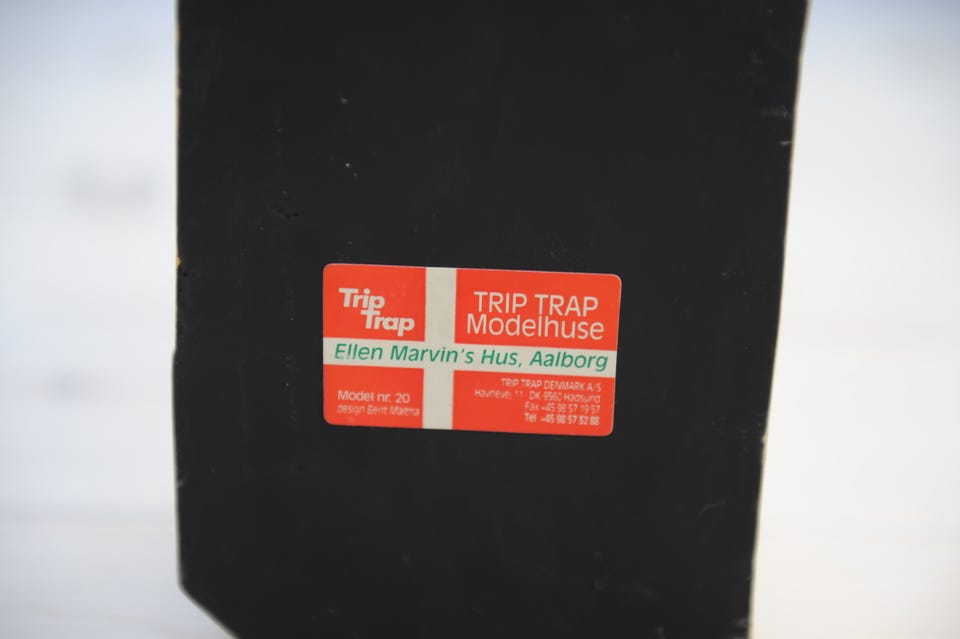 Trip
Trap
TRIP TRAP
Modelhuse
Ellen Marvin's Hus, Aalborg
Model nr. 20
design Bent
TRIP TRAP DENMARK A/S
Havnevej 11 · DK-9560 Hadsund
Fax +45 98 57 19 57
Tel +45 98 57 32 88